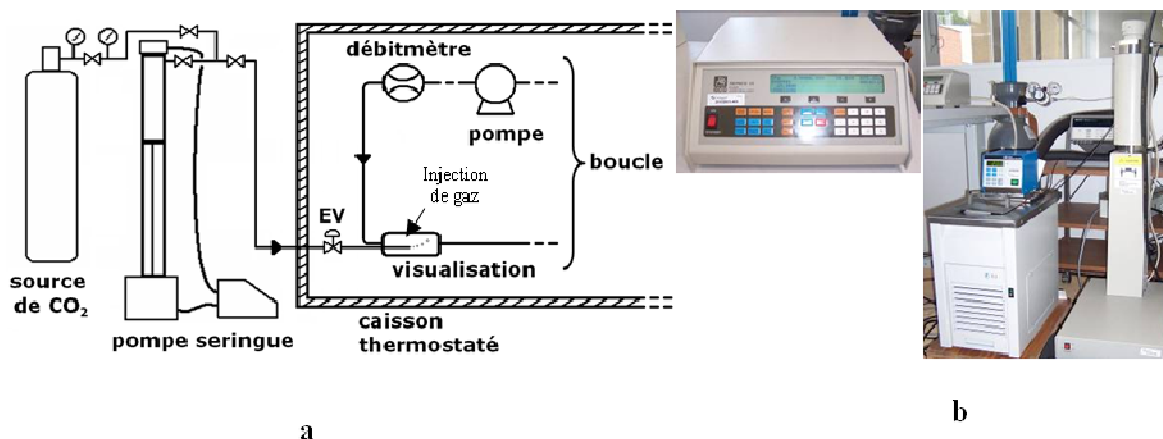 débitmètre
pompe
boucle
Injection
de gaz
EV
visualisation
source
de CO₂
pompe seringue
caisson
thermostaté
a
b